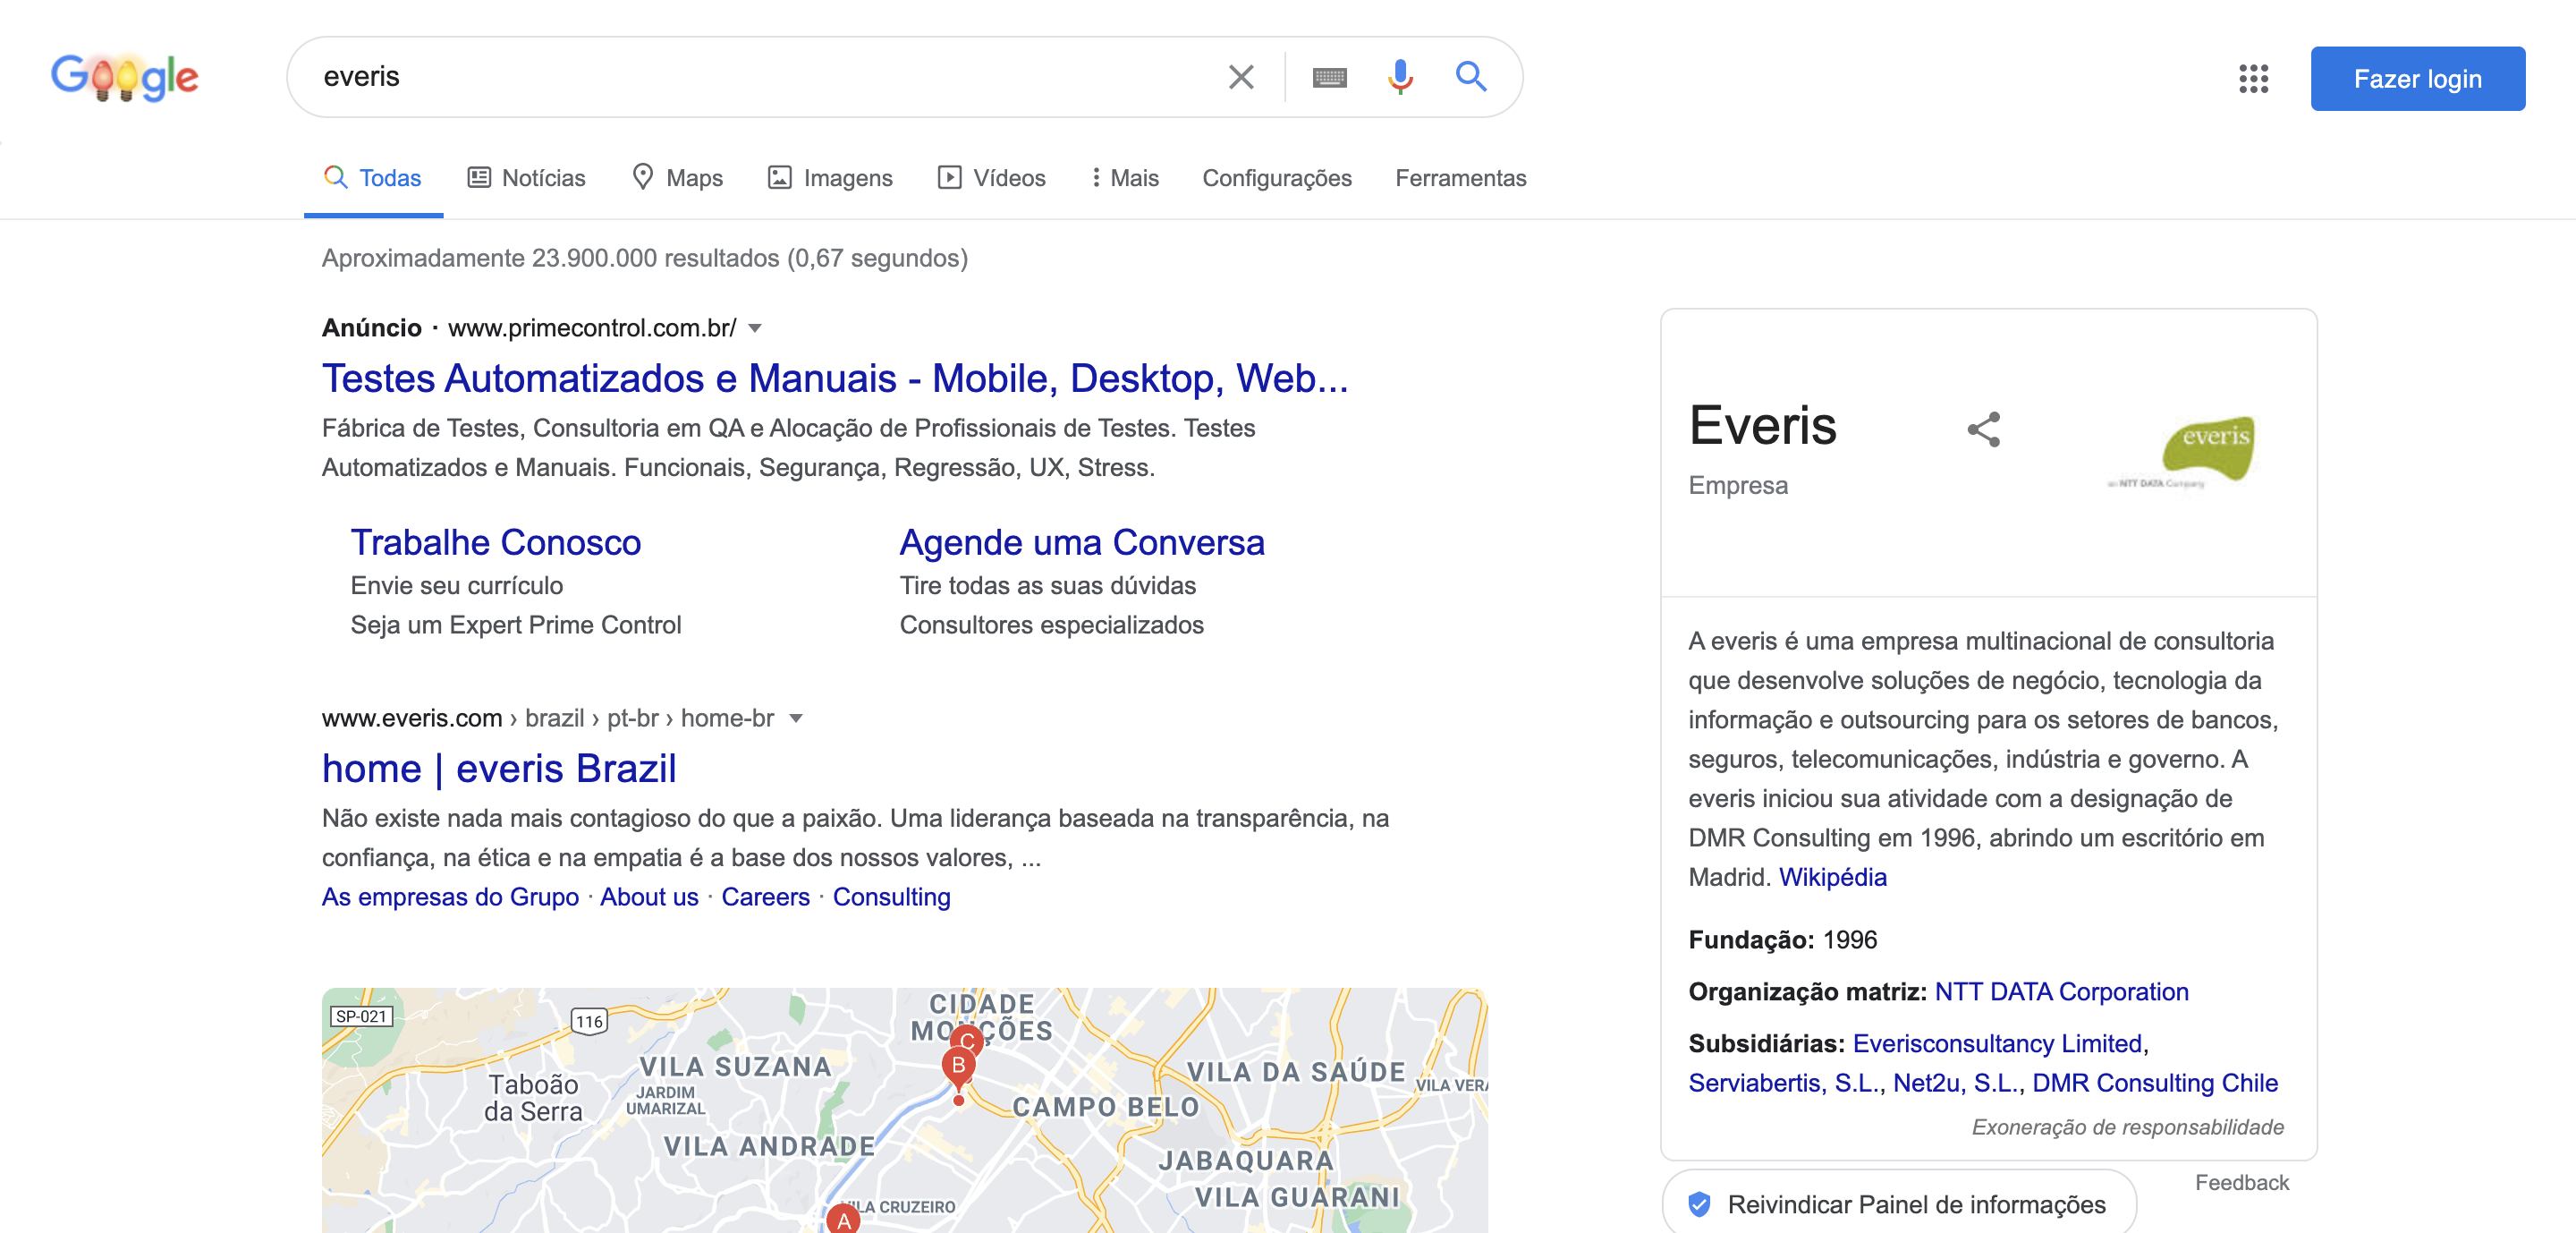 Google
everis
Fazer login
Todas
Notícias
Maps
Imagens
Vídeos
Mais
Configurações
Ferramentas
Aproximadamente 23.900.000 resultados (0,67 segundos)
Anúncio · www.primecontrol.com.br/
Testes Automatizados e Manuais - Mobile, Desktop, Web...
Fábrica de Testes, Consultoria em QA e Alocação de Profissionais de Testes. Testes
Automatizados e Manuais. Funcionais, Segurança, Regressão, UX, Stress.
Trabalhe Conosco
Envie seu currículo
Seja um Expert Prime Control
Agende uma Conversa
Tire todas as suas dúvidas
Consultores especializados
www.everis.com › brazil › pt-br › home-br
home | everis Brazil
Não existe nada mais contagioso do que a paixão. Uma liderança baseada na transparência, na
confiança, na ética e na empatia é a base dos nossos valores, ...
As empresas do Grupo · About us · Careers · Consulting
SP-021
116
CIDADE
MONÇÕES
C
B
VILA SUZANA
Taboão
da Serra
JARDIM
UMARIZAL
VILA DA SAÚDE
VILA VERA
CAMPO BELO
VILA ANDRADE
JABAQUARA
VILA GUARANI
VILA CRUZEIRO
A
Everis
Empresa
everis
an NTT DATA Company
A everis é uma empresa multinacional de consultoria
que desenvolve soluções de negócio, tecnologia da
informação e outsourcing para os setores de bancos,
seguros, telecomunicações, indústria e governo. A
everis iniciou sua atividade com a designação de
DMR Consulting em 1996, abrindo um escritório em
Madrid. Wikipédia
Fundação: 1996
Organização matriz: NTT DATA Corporation
Subsidiárias: Everisconsultancy Limited,
Serviabertis, S.L., Net2u, S.L., DMR Consulting Chile
Exoneração de responsabilidade
Feedback
Reivindicar Painel de informações